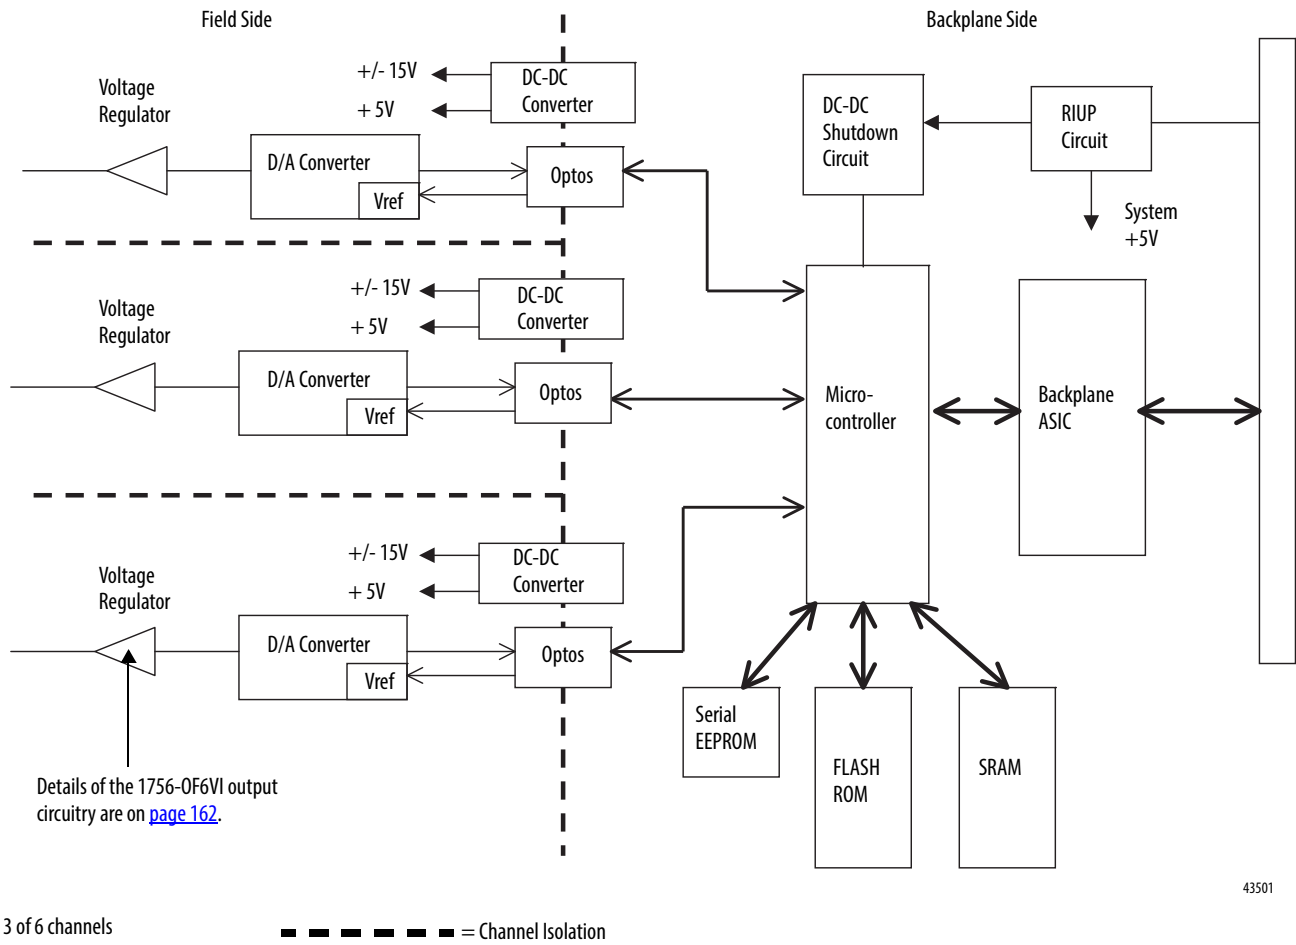 Field Side
Backplane Side
+/- 15V
+ 5V
DC-DC
Converter
Voltage
Regulator
D/A Converter
Vref
Optos
DC-DC
Shutdown
Circuit
RIUP
Circuit
System
+5V
+/- 15V
+ 5V
DC-DC
Converter
Voltage
Regulator
D/A Converter
Vref
Optos
Micro-
controller
Backplane
ASIC
+/- 15V
+ 5V
DC-DC
Converter
Voltage
Regulator
D/A Converter
Vref
Optos
Serial
EEPROM
FLASH
ROM
SRAM
Details of the 1756-OF6VI output
circuitry are on page 162.
43501
3 of 6 channels
= Channel Isolation